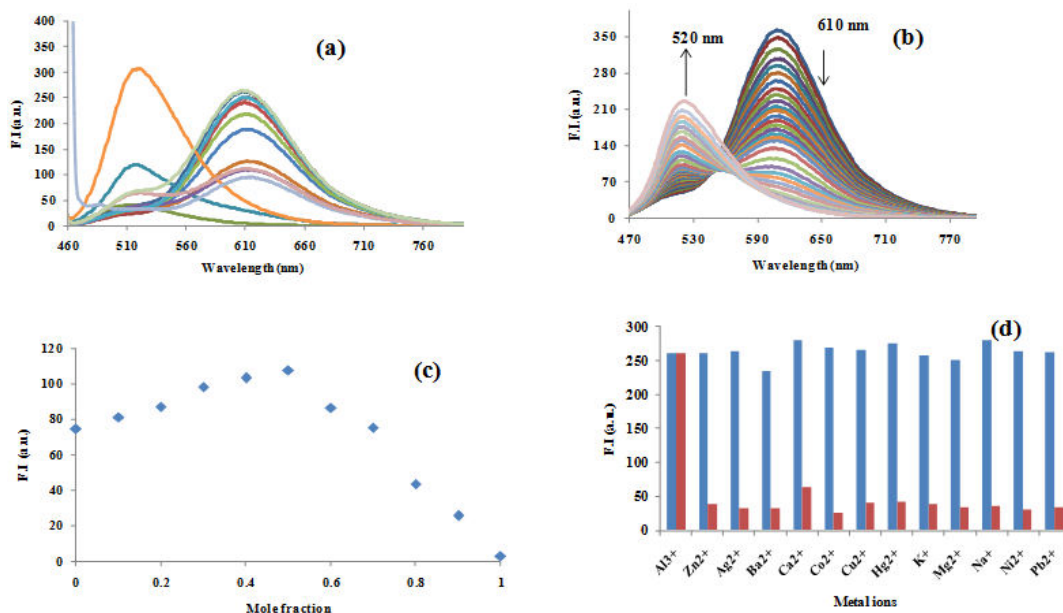 400
350
300
250
200
150
100
50
0
F.I (a.u.)
(a)
460 510 560 610 660 710 760
Wavelength (nm)
350
280
210
140
70
0
F.I (a.u.)
520 nm
610 nm
(b)
470 530 590 650 710 770
Wavelength (nm)
120
100
80
60
40
20
0
F.I (a.u.)
(c)
0 0.2 0.4 0.6 0.8 1
Mole fraction
300
250
200
150
100
50
0
F.I (a.u.)
(d)
Al3+ Zn2+ Ag2+ Ba2+ Ca2+ Co2+ Cu2+ Hg2+ K+ Mg2+ Na+ Ni2+ Pb2+
Metal ions